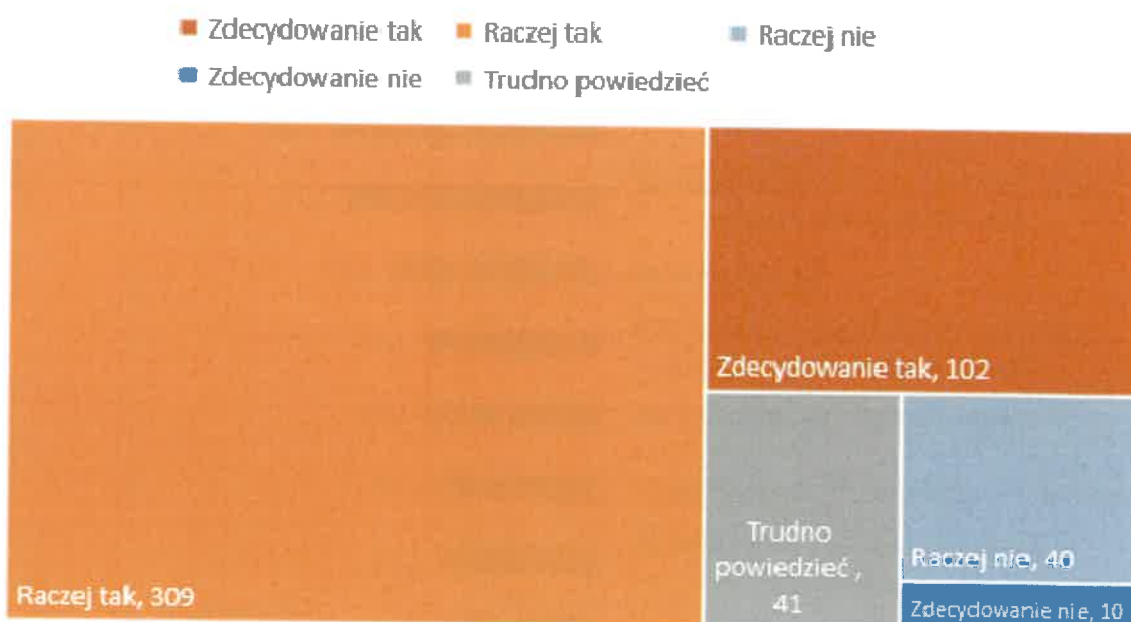 Zdecydowanie tak Raczej tak Raczej nie
Zdecydowanie nie Trudno powiedzieć
Zdecydowanie tak, 102
Raczej tak, 309
Trudno
powiedzieć ,
41
Raczej nie, 40
Zdecydowanie nie, 10